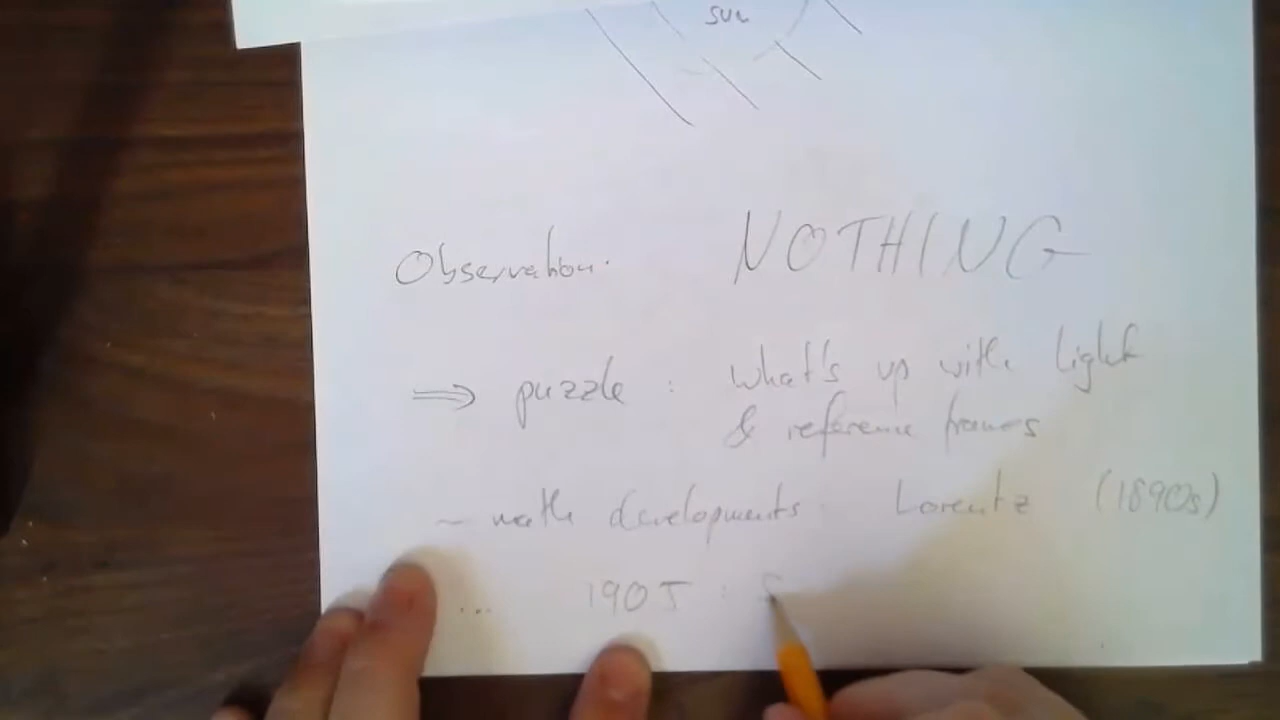 sun
Observation: NOTHING
⇒ puzzle : what's up with light
& reference frames
~ math developments Lorentz (1890s)
... 1905 : S